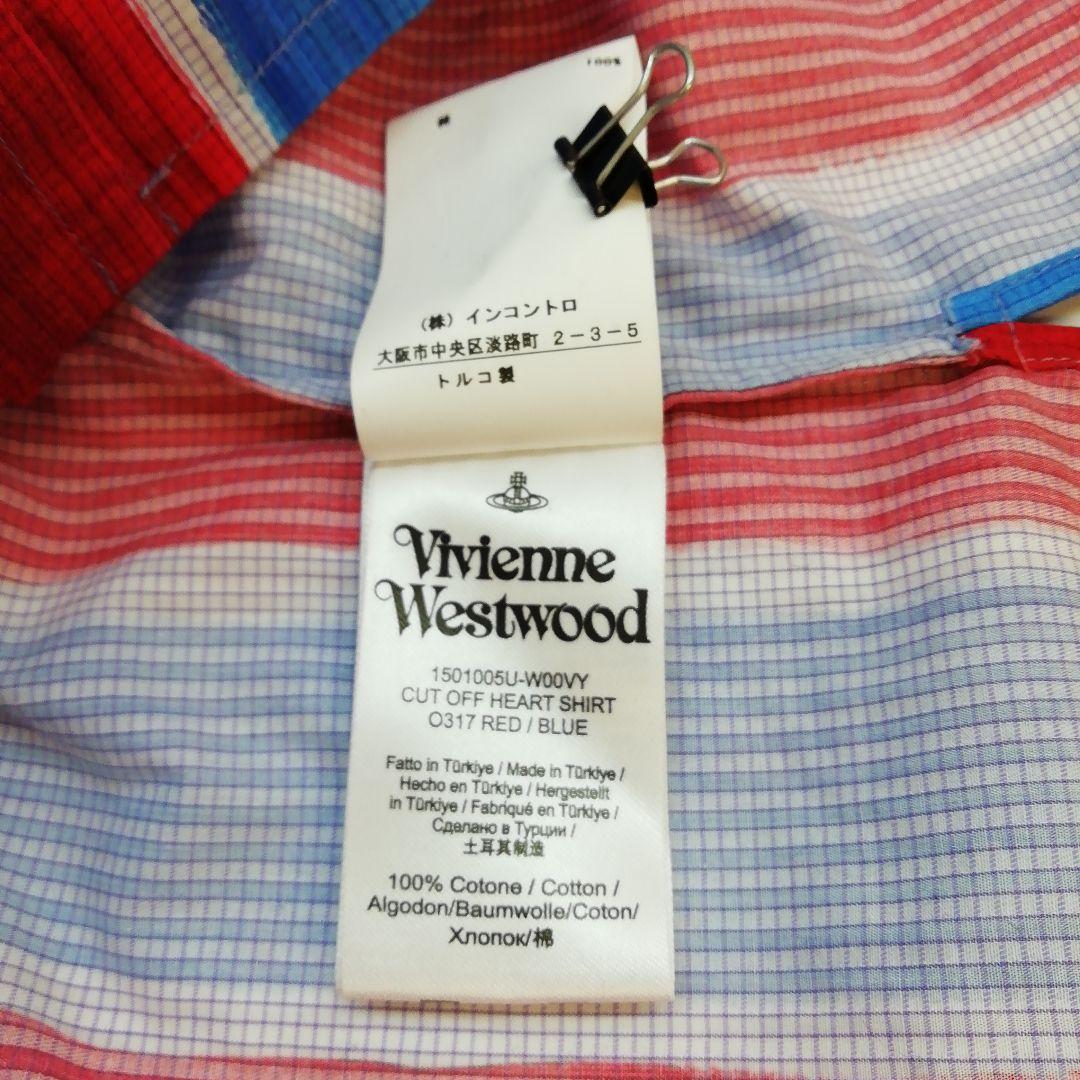 100%
(株) インコントロ
大阪市中央区淡路町 2-3-5
トルコ製
Vivienne
Westwood
1501005U-W00VY
CUT OFF HEART SHIRT
O317 RED / BLUE
Fatto in Türkiye / Made in Türkiye /
Hecho en Türkiye / Hergestellt
in Türkiye / Fabriqué en Türkiye /
Сделано в Турции /
土耳其制造
100% Cotone / Cotton /
Algodon/Baumwolle/Coton/
Хлопок/棉